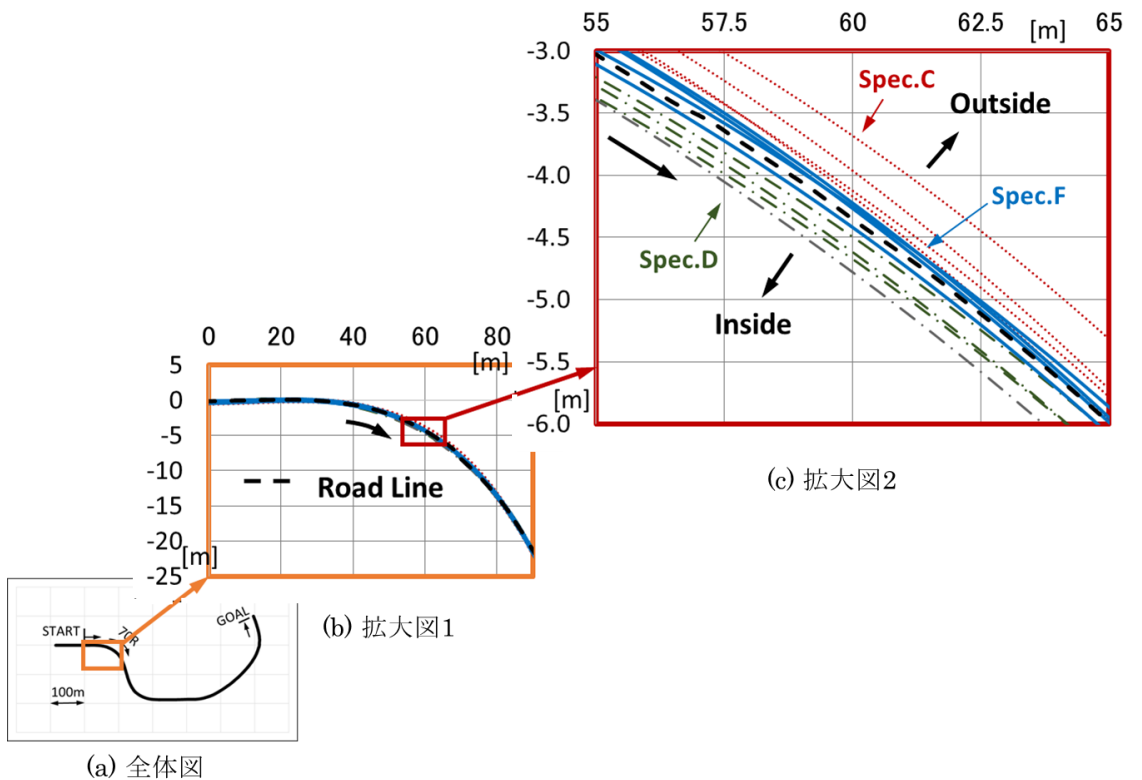 55 57.5 60 62.5 [m] 65
-3.0
-3.5
-4.0
-4.5
-5.0
-5.5
[m]
-6.0
Spec.C
Outside
Spec.F
Spec.D
Inside
(c) 拡大図2
0 20 40 60 80
[m]
5
0
-5
-10
-15
-20
[m]
-25
Road Line
(b) 拡大図1
START
70R
GOAL
100m
(a) 全体図